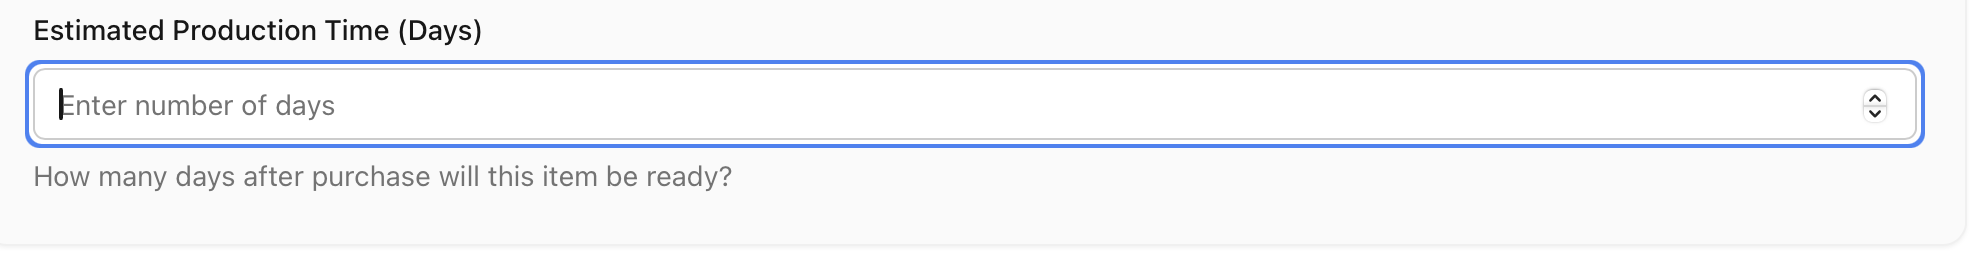 Estimated Production Time (Days)
Enter number of days
How many days after purchase will this item be ready?